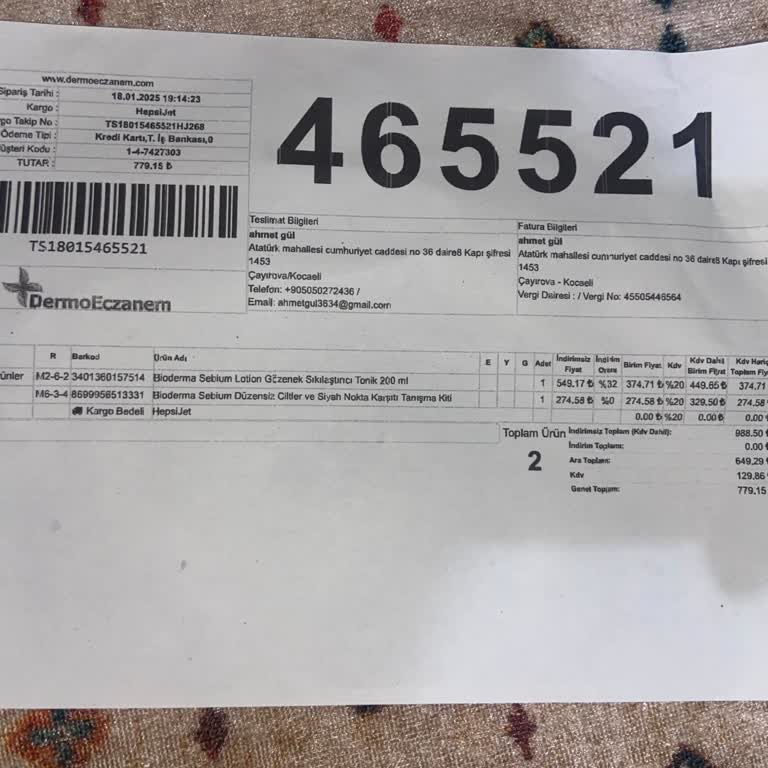 www.dermoeczanem.com
Sipariş Tarihi : 18.01.2025 19:14:23
Kargo : HepsiJet
go Takip No : TS18015465521HJ268
Ödeme Tipi : Kredi Kartı,T. İş Bankası,0
üşteri Kodu : 1-4-7427303
TUTAR : 779.15 ₺
465521
TS18015465521
DermoEczanem
Teslimat Bilgileri
ahmet gül
Atatürk mahallesi cumhuriyet caddesi no 36 daire8 Kapı şifresi
1453
Çayırova/Kocaeli
Telefon: +905050272436 /
Email: ahmetgul3634@gmail.com
Fatura Bilgileri
ahmet gül
Atatürk mahallesi cumhuriyet caddesi no 36 daire8 Kapı şifresi
1453
Çayırova - Kocaeli
Vergi Dairesi : / Vergi No: 45505446564
R Barkod Ürün Adı E Y G Adet İndirimsiz Fiyat İndirim Oranı Birim Fiyat Kdv Kdv Dahil Birim Fiyat Kdv Hariç Toplam Fiy
ünler M2-6-2 3401360157514 Bioderma Sebium Lotion Gözenek Sıkılaştırıcı Tonik 200 ml 1 549.17 ₺ %32 374.71 ₺ %20 449.65 ₺ 374.71
M6-3-4 8699956513331 Bioderma Sebium Düzensiz Ciltler ve Siyah Nokta Karşıtı Tanışma Kiti 1 274.58 ₺ %0 274.58 ₺ %20 329.50 ₺ 274.58
Kargo Bedeli HepsiJet 0.00 ₺ %20 0.00 ₺ 0.00
Toplam Ürün
2
İndirimsiz Toplam (Kdv Dahil): 988.50 ₺
İndirim Toplamı: 0.00 ₺
Ara Toplam: 649.29
Kdv 129.86
Genel Toplam: 779.15